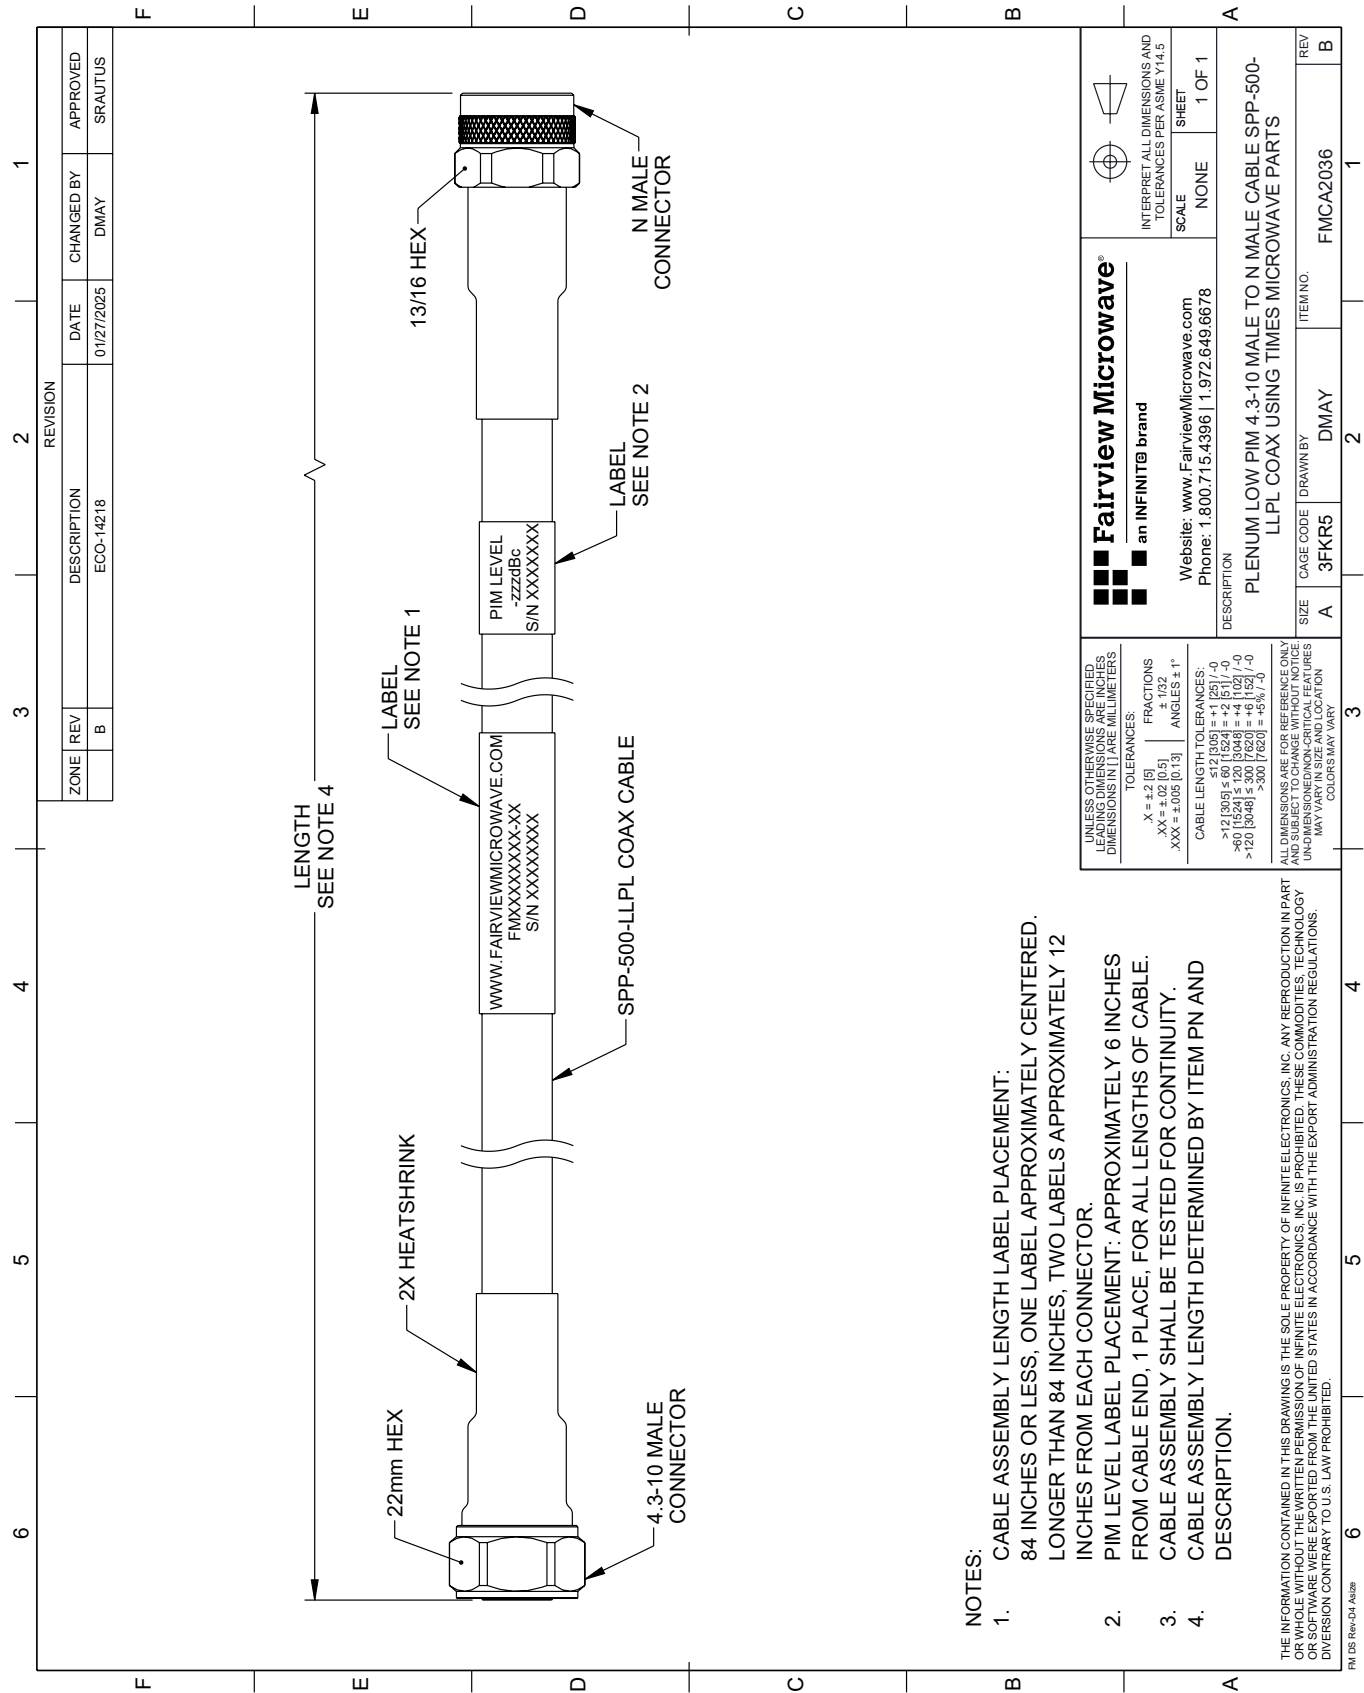 6
5
4
3
2
1
F
E
D
C
B
A
REVISION
ZONE
REV
DESCRIPTION
DATE
CHANGED BY
APPROVED
B
ECO-14218
01/27/2025
DMAY
SRAUTUS
LENGTH
SEE NOTE 4
22mm HEX
2X HEATSHRINK
LABEL
SEE NOTE 1
13/16 HEX
WWW.FAIRVIEWMICROWAVE.COM
FMXXXXXXXX-XX
S/N XXXXXXXX
PIM LEVEL
-zzzdBc
S/N XXXXXXX
4.3-10 MALE
CONNECTOR
SPP-500-LLPL COAX CABLE
LABEL
SEE NOTE 2
N MALE
CONNECTOR
NOTES:
1. CABLE ASSEMBLY LENGTH LABEL PLACEMENT:
84 INCHES OR LESS, ONE LABEL APPROXIMATELY CENTERED.
LONGER THAN 84 INCHES, TWO LABELS APPROXIMATELY 12
INCHES FROM EACH CONNECTOR.
2. PIM LEVEL LABEL PLACEMENT: APPROXIMATELY 6 INCHES
FROM CABLE END, 1 PLACE, FOR ALL LENGTHS OF CABLE.
3. CABLE ASSEMBLY SHALL BE TESTED FOR CONTINUITY.
4. CABLE ASSEMBLY LENGTH DETERMINED BY ITEM PN AND
DESCRIPTION.
THE INFORMATION CONTAINED IN THIS DRAWING IS THE SOLE PROPERTY OF INFINITE ELECTRONICS, INC. ANY REPRODUCTION IN PART
OR WHOLE WITHOUT THE WRITTEN PERMISSION OF INFINITE ELECTRONICS, INC. IS PROHIBITED. THESE COMMODITIES, TECHNOLOGY
OR SOFTWARE WERE EXPORTED FROM THE UNITED STATES IN ACCORDANCE WITH THE EXPORT ADMINISTRATION REGULATIONS.
DIVERSION CONTRARY TO U.S. LAW PROHIBITED.
UNLESS OTHERWISE SPECIFIED
LEADING DIMENSIONS ARE INCHES
DIMENSIONS IN [ ] ARE MILLIMETERS
TOLERANCES:
.X = ±.2 [5]
.XX = ±.02 [0.5]
.XXX = ±.005 [0.13]
FRACTIONS
± 1/32
ANGLES ± 1°
CABLE LENGTH TOLERANCES:
≤12 [305] = +1 [25] / -0
>12 [305] ≤ 60 [1524] = +2 [51] / -0
>60 [1524] ≤ 120 [3048] = +4 [102] / -0
>120 [3048] ≤ 300 [7620] = +6 [152] / -0
>300 [7620] = +5% / -0
ALL DIMENSIONS ARE FOR REFERENCE ONLY
AND SUBJECT TO CHANGE WITHOUT NOTICE.
UN-DIMENSIONED/NON-CRITICAL FEATURES
MAY VARY IN SIZE AND LOCATION
COLORS MAY VARY
Fairview Microwave®
an INFINIT@ brand
Website: www.FairviewMicrowave.com
Phone: 1.800.715.4396 | 1.972.649.6678
INTERPRET ALL DIMENSIONS AND
TOLERANCES PER ASME Y14.5
SCALE
NONE
SHEET
1 OF 1
DESCRIPTION
PLENUM LOW PIM 4.3-10 MALE TO N MALE CABLE SPP-500-
LLPL COAX USING TIMES MICROWAVE PARTS
SIZE
A
CAGE CODE
3FKR5
DRAWN BY
DMAY
ITEM NO.
FMCA2036
REV
B
F
E
D
C
B
A
6
5
4
3
2
1
FM DS Rev-D4 Asize